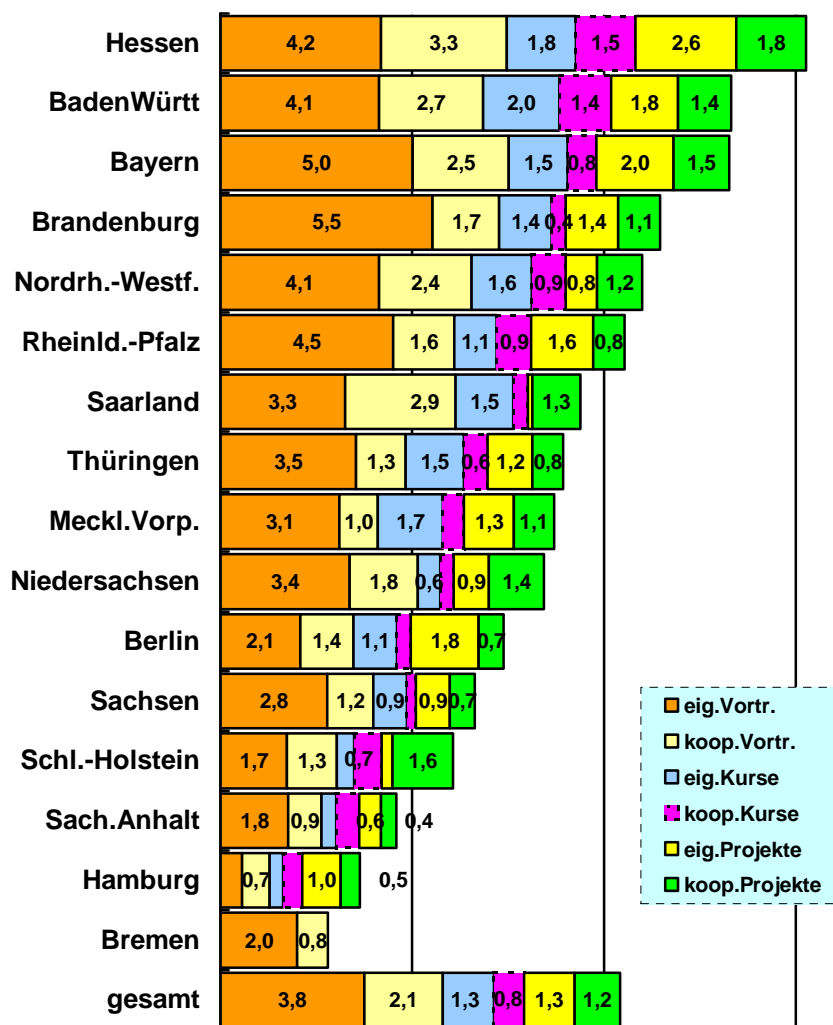 Hessen 4,2 3,3 1,8 1,5 2,6 1,8
BadenWürtt 4,1 2,7 2,0 1,4 1,8 1,4
Bayern 5,0 2,5 1,5 0,8 2,0 1,5
Brandenburg 5,5 1,7 1,4 0,4 1,4 1,1
Nordrh.-Westf. 4,1 2,4 1,6 0,9 0,8 1,2
Rheinld.-Pfalz 4,5 1,6 1,1 0,9 1,6 0,8
Saarland 3,3 2,9 1,5 1,3
Thüringen 3,5 1,3 1,5 0,6 1,2 0,8
Meckl.Vorp. 3,1 1,0 1,7 1,3 1,1
Niedersachsen 3,4 1,8 0,6 0,9 1,4
Berlin 2,1 1,4 1,1 1,8 0,7
Sachsen 2,8 1,2 0,9 0,9 0,7
Schl.-Holstein 1,7 1,3 0,7 1,6
Sach.Anhalt 1,8 0,9 0,6 0,4
Hamburg 0,7 1,0 0,5
Bremen 2,0 0,8
gesamt 3,8 2,1 1,3 0,8 1,3 1,2
eig.Vortr.
koop.Vortr.
eig.Kurse
koop.Kurse
eig.Projekte
koop.Projekte